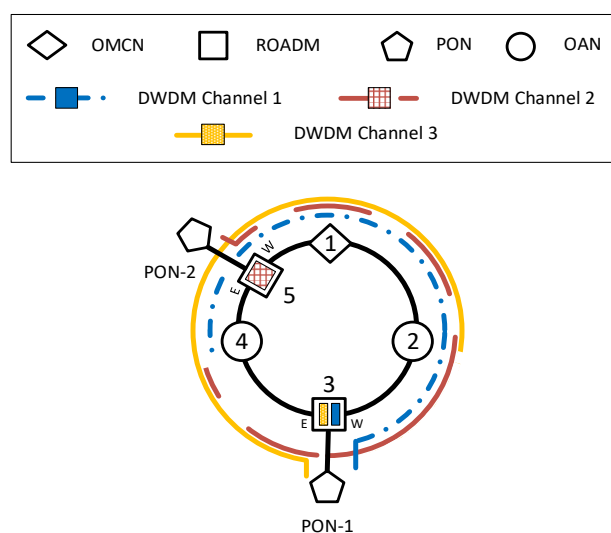 OMCN ROADM PON OAN
DWDM Channel 1 DWDM Channel 2
DWDM Channel 3
1
W
PON-2
E
5
4
2
3
E W
PON-1